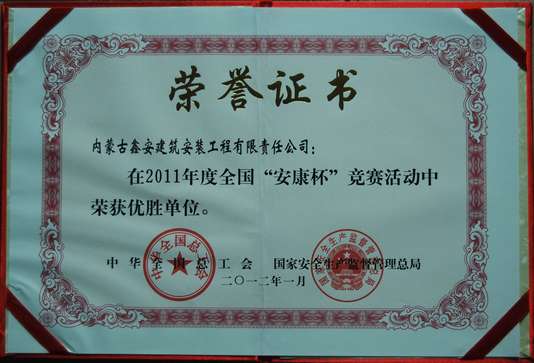 荣誉证书
内蒙古鑫安建筑安装工程有限责任公司：
在2011年度全国“安康杯”竞赛活动中
荣获优胜单位。
中华全国总工会 国家安全生产监督管理总局
二〇一二年一月